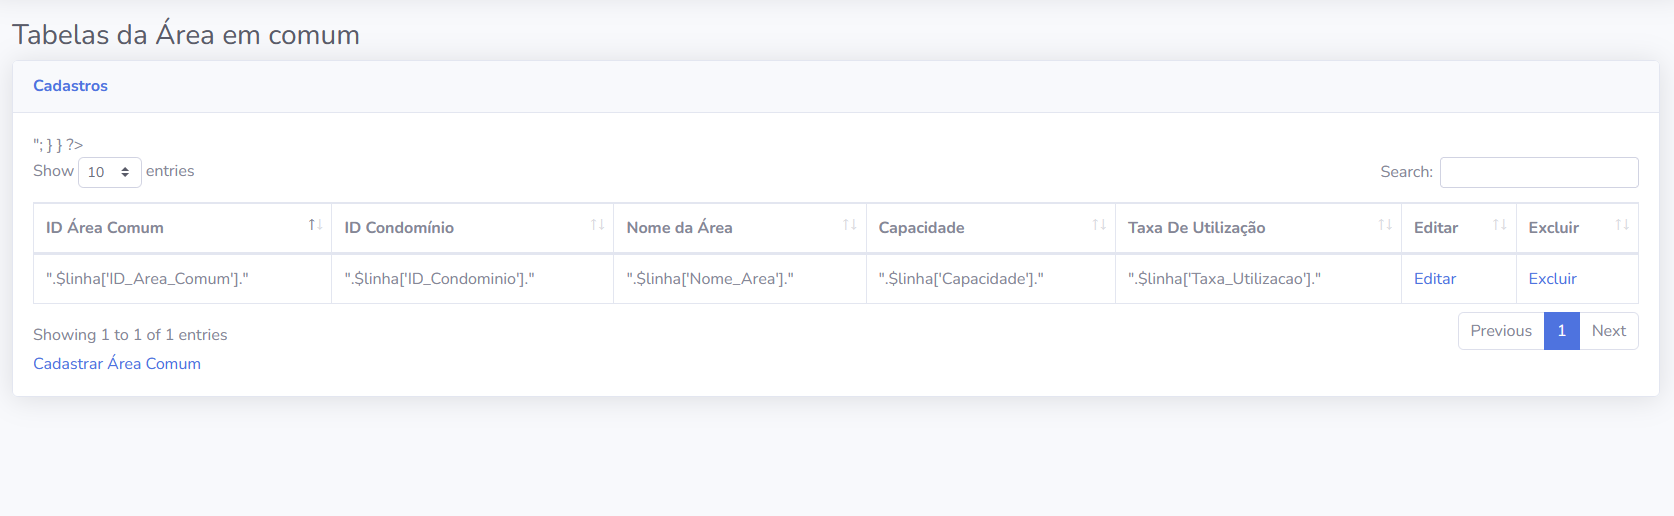 Tabelas da Área em comum
Cadastros
"; } } ?>
Show 10 entries
Search:
ID Área Comum ID Condomínio Nome da Área Capacidade Taxa De Utilização Editar Excluir
".$linha['ID_Area_Comum']." ".$linha['ID_Condominio']." ".$linha['Nome_Area']." ".$linha['Capacidade']." ".$linha['Taxa_Utilizacao']." Editar Excluir
Showing 1 to 1 of 1 entries
Previous 1 Next
Cadastrar Área Comum